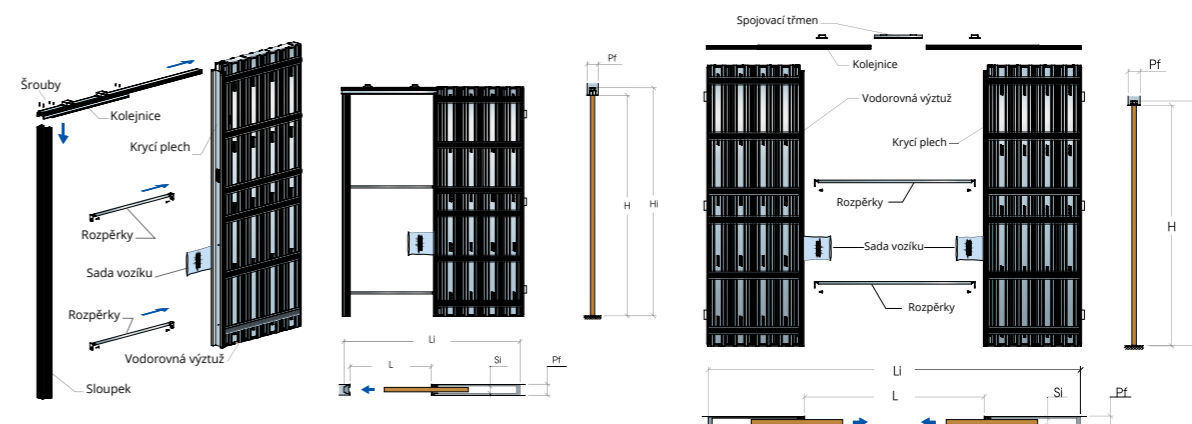 Šrouby
Kolejnice
Krycí plech
Rozpěrky
Sada vozíku
Rozpěrky
Vodorovná výztuž
Sloupek
Li
L
Si
Pf
Pf
H
Hi
Spojovací třmen
Kolejnice
Vodorovná výztuž
Krycí plech
Rozpěrky
Sada vozíku
Rozpěrky
Li
L
Si
Pf
Pf
H